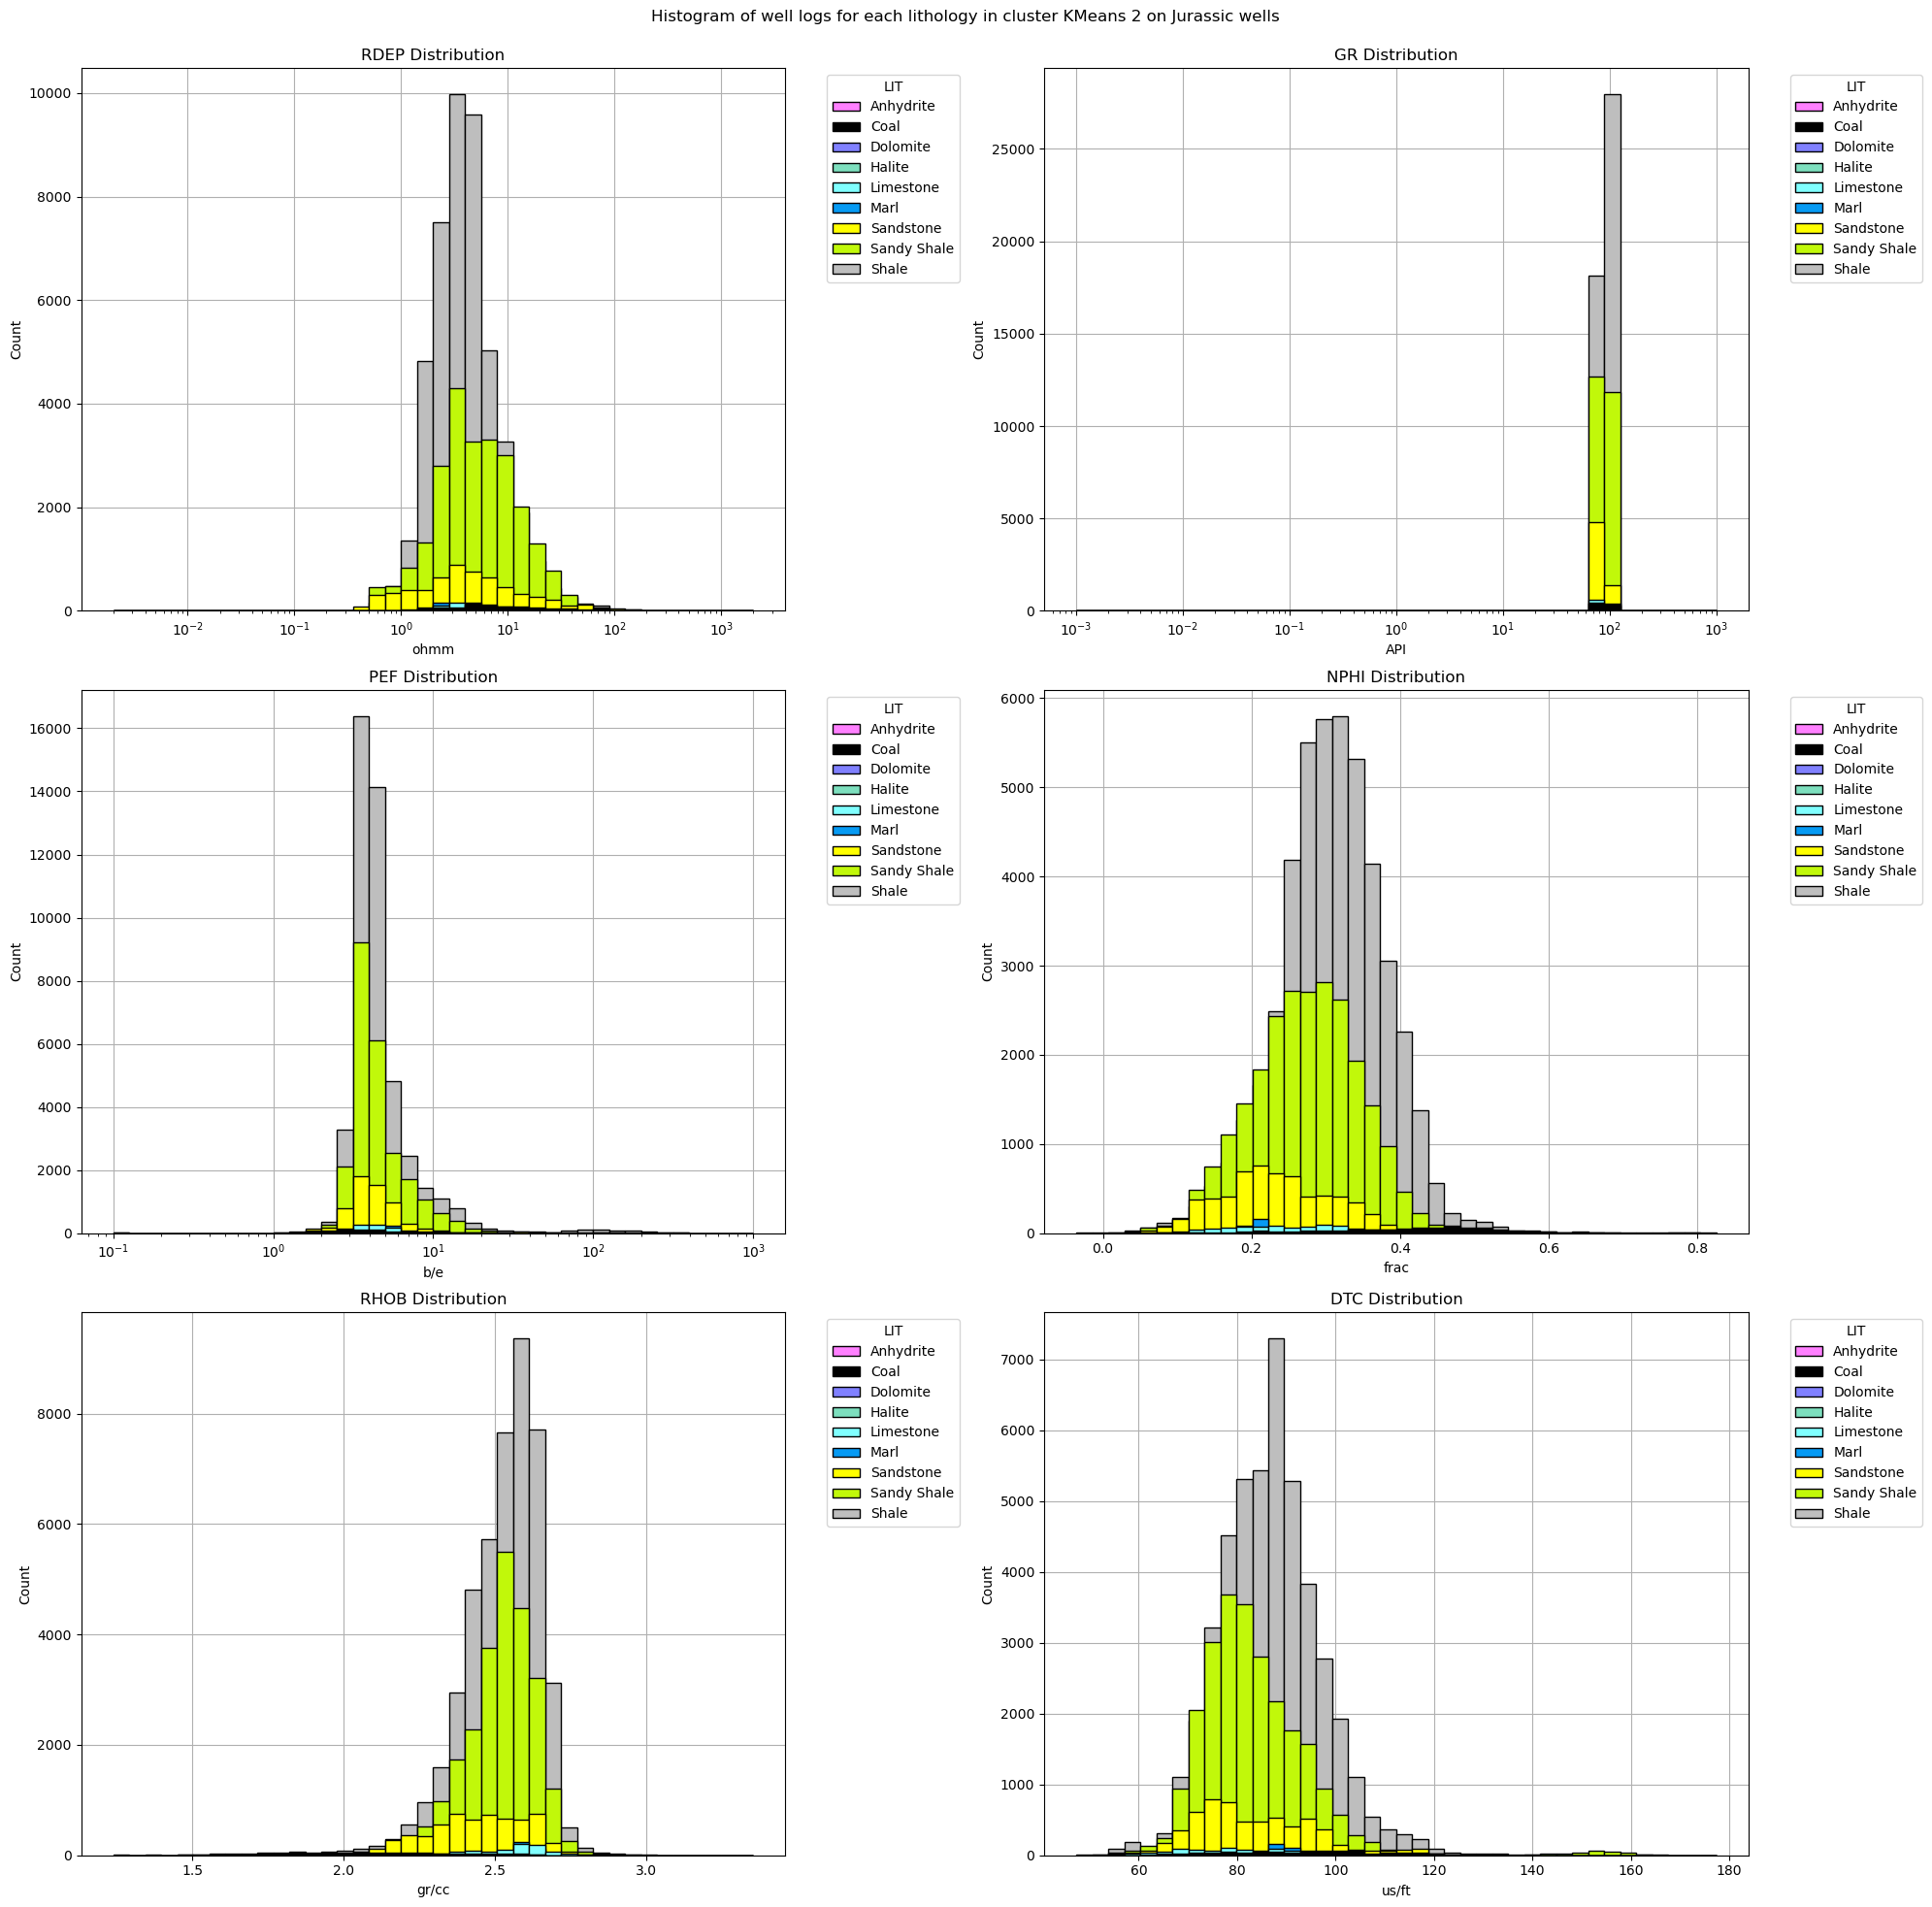 Histogram of well logs for each lithology in cluster KMeans 2 on Jurassic wells
RDEP Distribution
Count
10000
8000
6000
4000
2000
0
10⁻² 10⁻¹ 10⁰ 10¹ 10² 10³
ohmm
LIT
Anhydrite
Coal
Dolomite
Halite
Limestone
Marl
Sandstone
Sandy Shale
Shale
GR Distribution
Count
25000
20000
15000
10000
5000
0
10⁻³ 10⁻² 10⁻¹ 10⁰ 10¹ 10² 10³
API
LIT
Anhydrite
Coal
Dolomite
Halite
Limestone
Marl
Sandstone
Sandy Shale
Shale
PEF Distribution
Count
16000
14000
12000
10000
8000
6000
4000
2000
0
10⁻¹ 10⁰ 10¹ 10² 10³
b/e
LIT
Anhydrite
Coal
Dolomite
Halite
Limestone
Marl
Sandstone
Sandy Shale
Shale
NPHI Distribution
Count
6000
5000
4000
3000
2000
1000
0
0.0 0.2 0.4 0.6 0.8
frac
LIT
Anhydrite
Coal
Dolomite
Halite
Limestone
Marl
Sandstone
Sandy Shale
Shale
RHOB Distribution
Count
8000
6000
4000
2000
0
1.5 2.0 2.5 3.0
gr/cc
LIT
Anhydrite
Coal
Dolomite
Halite
Limestone
Marl
Sandstone
Sandy Shale
Shale
DTC Distribution
Count
7000
6000
5000
4000
3000
2000
1000
0
60 80 100 120 140 160 180
us/ft
LIT
Anhydrite
Coal
Dolomite
Halite
Limestone
Marl
Sandstone
Sandy Shale
Shale